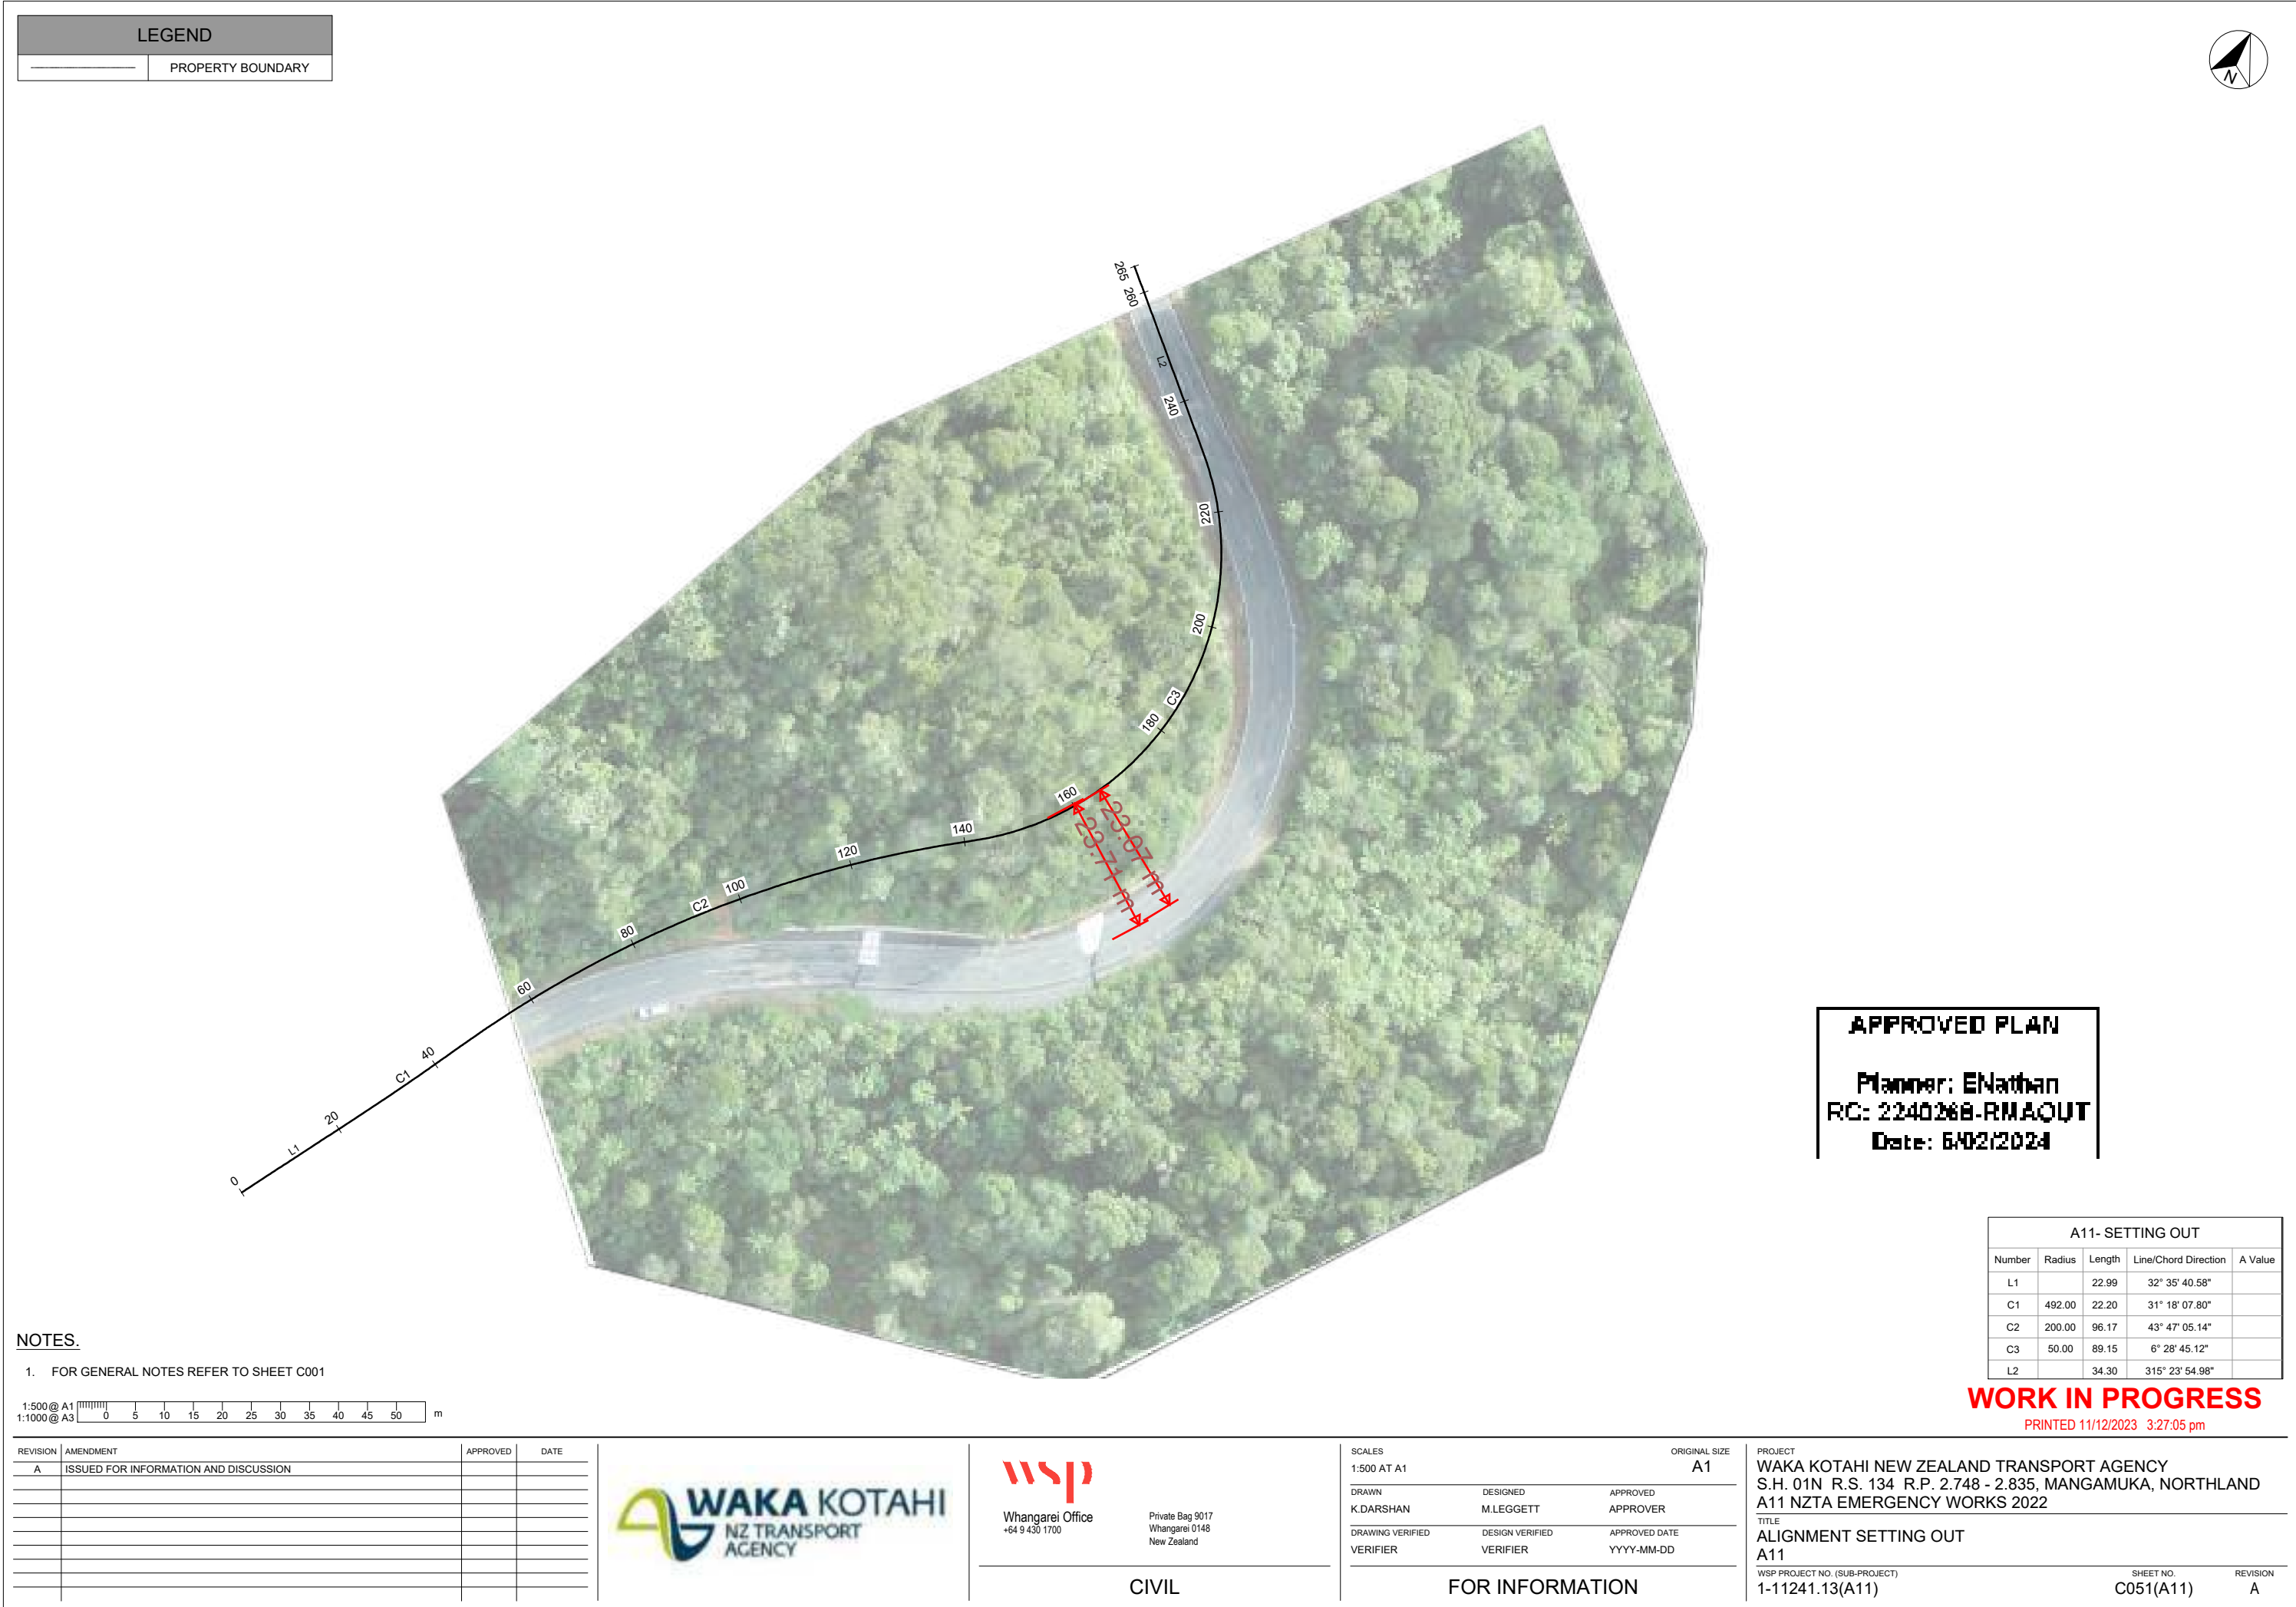 LEGEND
PROPERTY BOUNDARY
N
265
260
L2
240
220
200
C3
180
160
23.07 m
23.71 m
140
120
100
C2
80
60
40
C1
20
L1
0
APPROVED PLAN
Planner: ENathan
RC: 2240268-RMAOUT
Date: 6/02/2024
A11- SETTING OUT
Number Radius Length Line/Chord Direction A Value
L1 22.99 32° 35' 40.58"
C1 492.00 22.20 31° 18' 07.80"
C2 200.00 96.17 43° 47' 05.14"
C3 50.00 89.15 6° 28' 45.12"
L2 34.30 315° 23' 54.98"
WORK IN PROGRESS
PRINTED 11/12/2023 3:27:05 pm
NOTES.
1. FOR GENERAL NOTES REFER TO SHEET C001
1:500 @ A1
1:1000 @ A3
0 5 10 15 20 25 30 35 40 45 50 m
REVISION AMENDMENT APPROVED DATE
A ISSUED FOR INFORMATION AND DISCUSSION
WAKA KOTAHI
NZ TRANSPORT
AGENCY
wsp
Whangarei Office
+64 9 430 1700
Private Bag 9017
Whangarei 0148
New Zealand
CIVIL
SCALES
1:500 AT A1
ORIGINAL SIZE
A1
DRAWN DESIGNED APPROVED
K.DARSHAN M.LEGGETT APPROVER
DRAWING VERIFIED DESIGN VERIFIED APPROVED DATE
VERIFIER VERIFIER YYYY-MM-DD
FOR INFORMATION
PROJECT
WAKA KOTAHI NEW ZEALAND TRANSPORT AGENCY
S.H. 01N R.S. 134 R.P. 2.748 - 2.835, MANGAMUKA, NORTHLAND
A11 NZTA EMERGENCY WORKS 2022
TITLE
ALIGNMENT SETTING OUT
A11
WSP PROJECT NO. (SUB-PROJECT) SHEET NO. REVISION
1-11241.13(A11) C051(A11) A